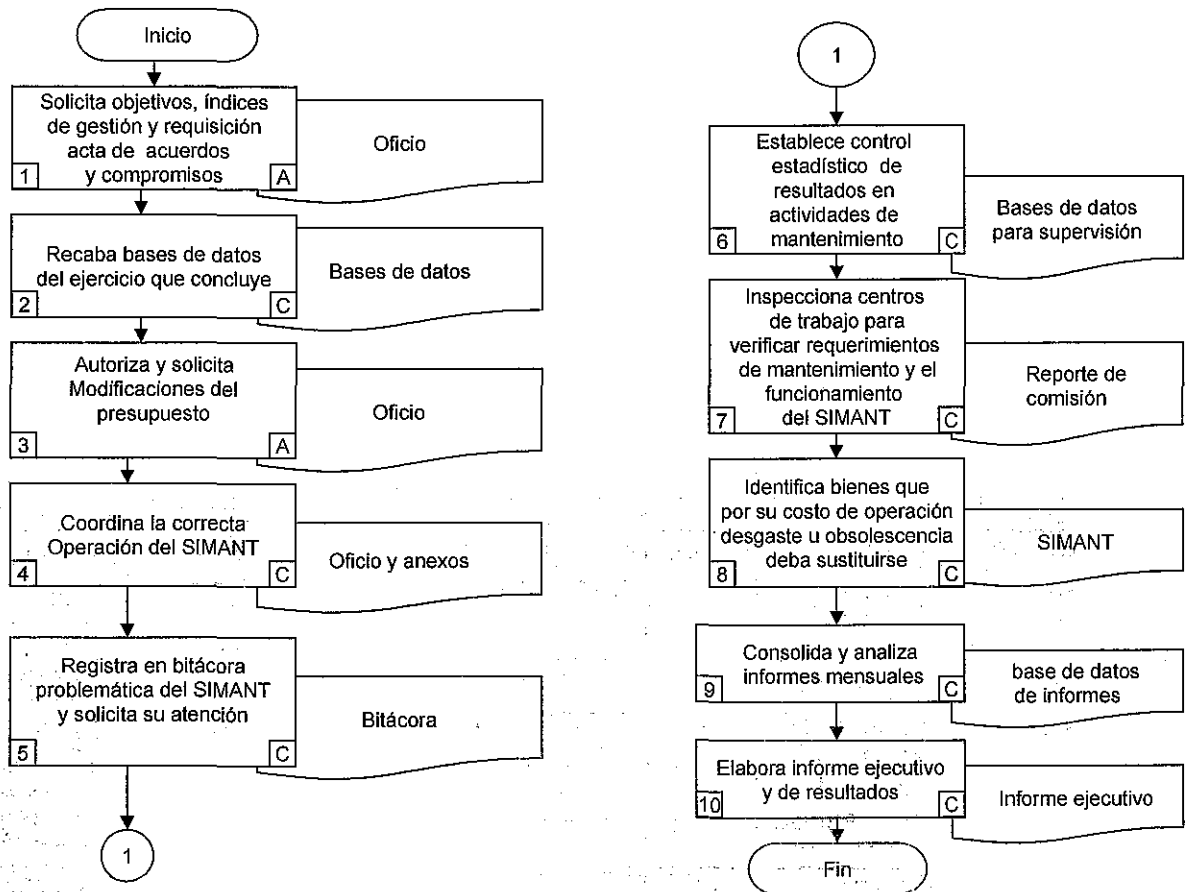 Inicio
Solicita objetivos, índices
de gestión y requisición
acta de acuerdos
y compromisos
1
A
Oficio
Recaba bases de datos
del ejercicio que concluye
2
C
Bases de datos
Autoriza y solicita
Modificaciones del
presupuesto
3
A
Oficio
Coordina la correcta
Operación del SIMANT
4
C
Oficio y anexos
Registra en bitácora
problemática del SIMANT
y solicita su atención
5
C
Bitácora
1
1
Establece control
estadístico de
resultados en
actividades de
mantenimiento
6
C
Bases de datos
para supervisión
Inspecciona centros
de trabajo para
verificar requerimientos
de mantenimiento y el
funcionamiento
del SIMANT
7
C
Reporte de
comisión
Identifica bienes que
por su costo de operación
desgaste u obsolescencia
deba sustituirse
8
C
SIMANT
Consolida y analiza
informes mensuales
9
C
base de datos
de informes
Elabora informe ejecutivo
y de resultados
10
C
Informe ejecutivo
Fin